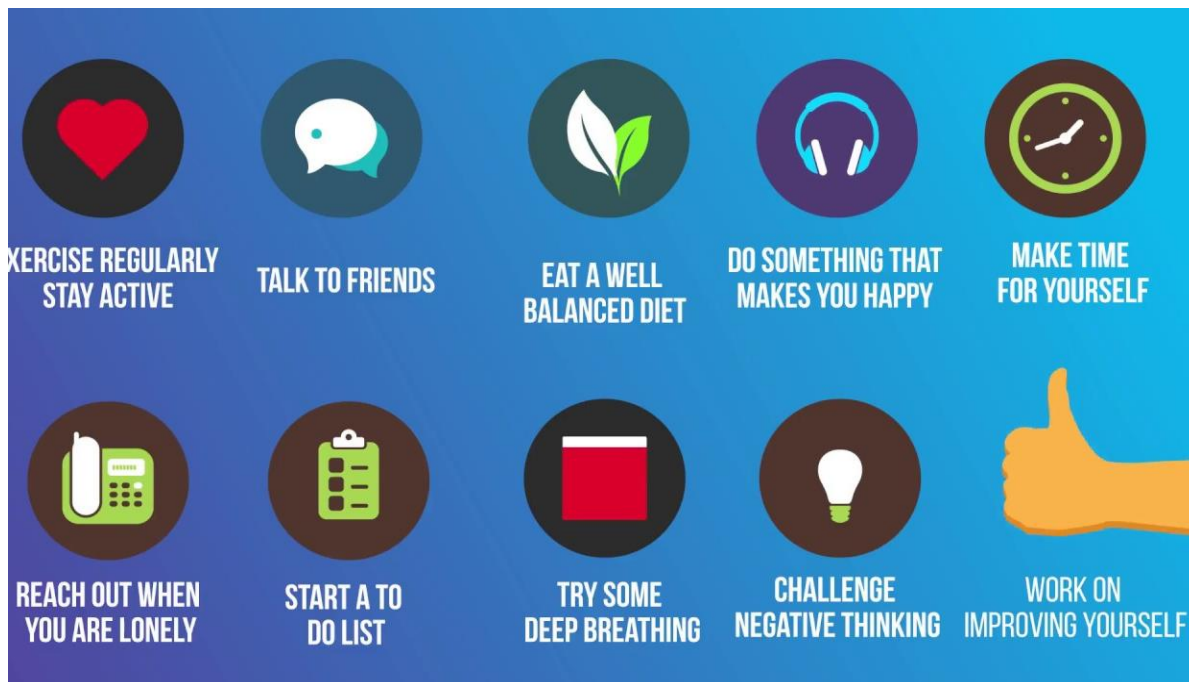 XERCISE REGULARLY
STAY ACTIVE
TALK TO FRIENDS
EAT A WELL
BALANCED DIET
DO SOMETHING THAT
MAKES YOU HAPPY
MAKE TIME
FOR YOURSELF
REACH OUT WHEN
YOU ARE LONELY
START A TO
DO LIST
TRY SOME
DEEP BREATHING
CHALLENGE
NEGATIVE THINKING
WORK ON
IMPROVING YOURSELF